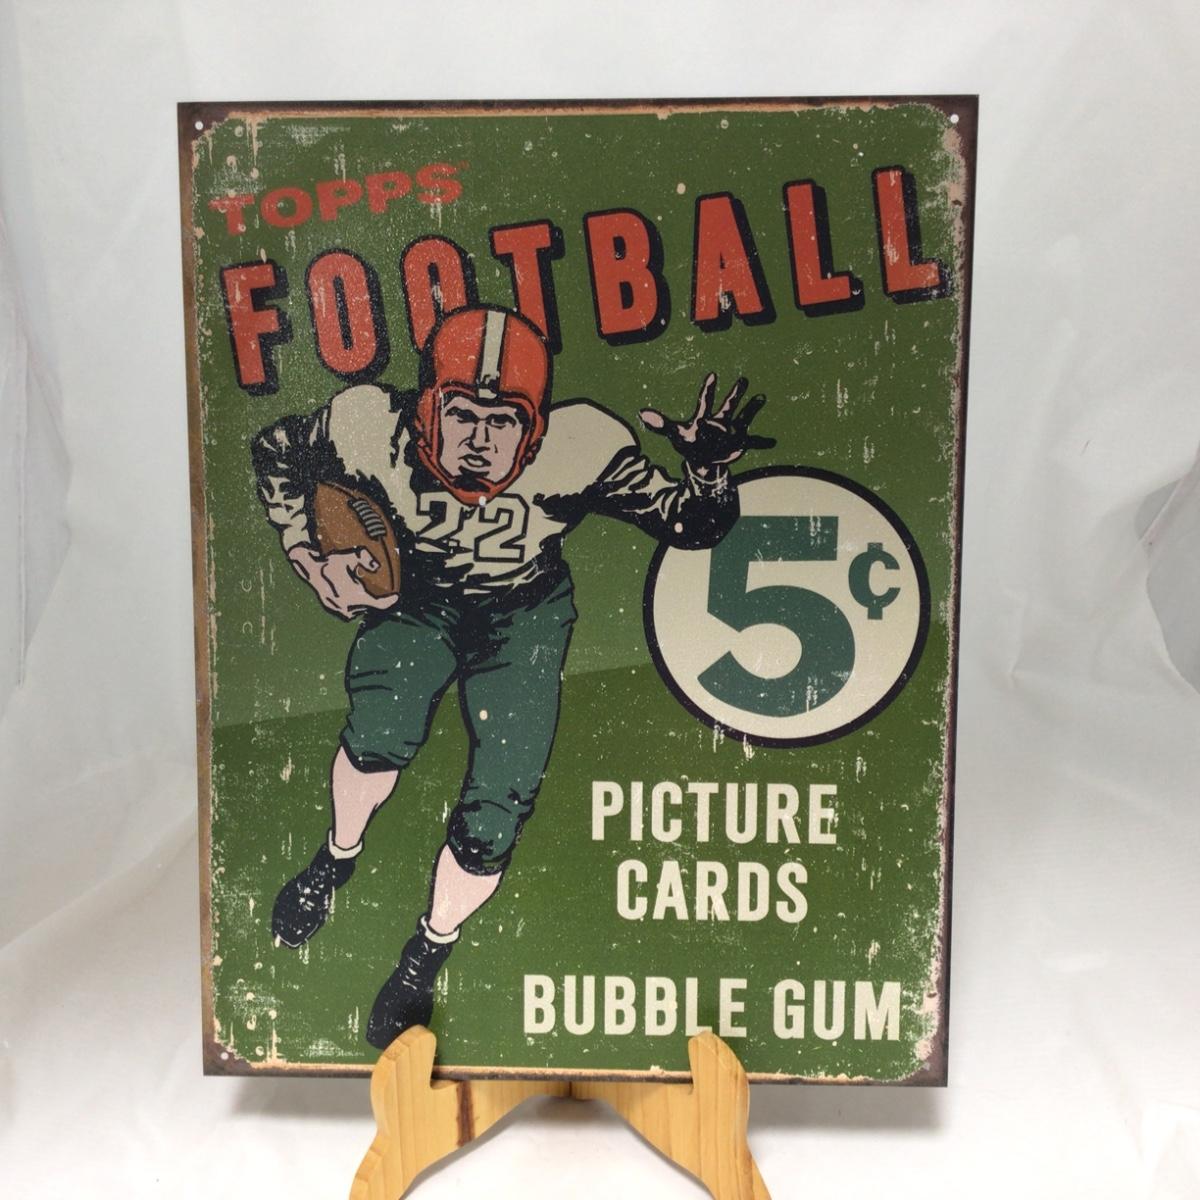 TOPPS
FOOTBALL
22
5¢
PICTURE
CARDS
BUBBLE GUM